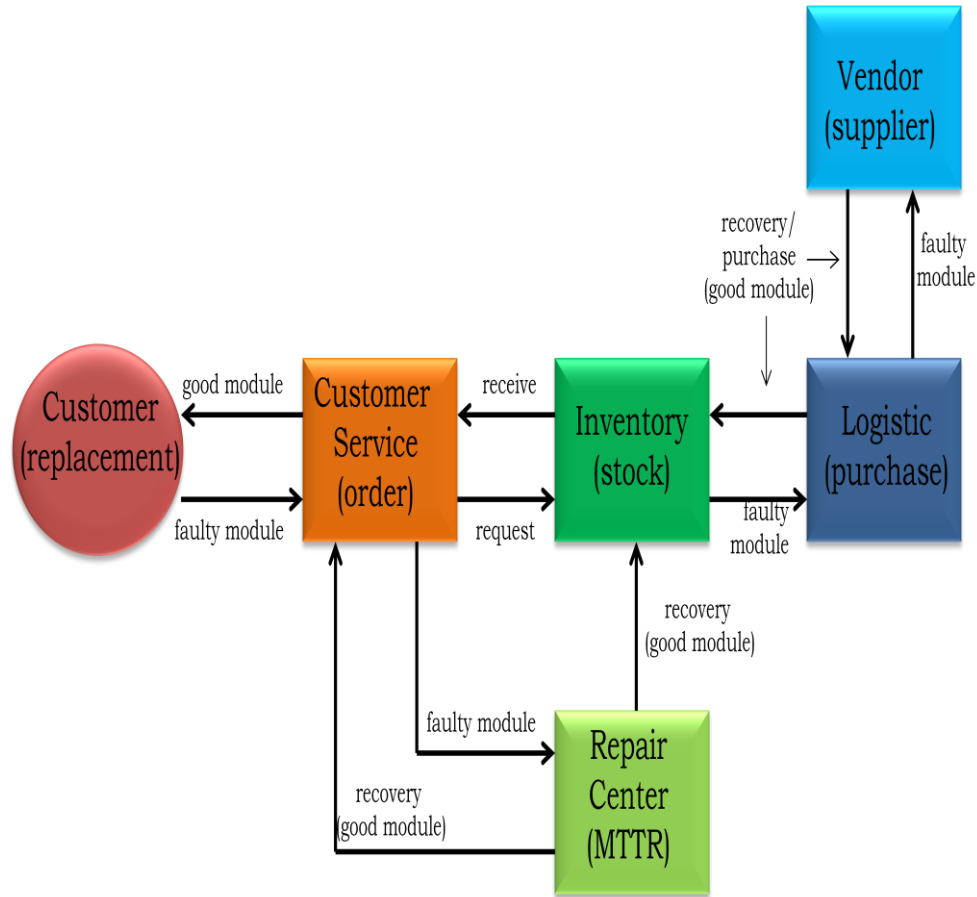 Vendor
(supplier)
recovery/
purchase
(good module)
faulty
module
Customer
(replacement)
good module
faulty module
Customer
Service
(order)
receive
request
Inventory
(stock)
faulty
module
Logistic
(purchase)
recovery
(good module)
faulty module
recovery
(good module)
Repair
Center
(MTTR)